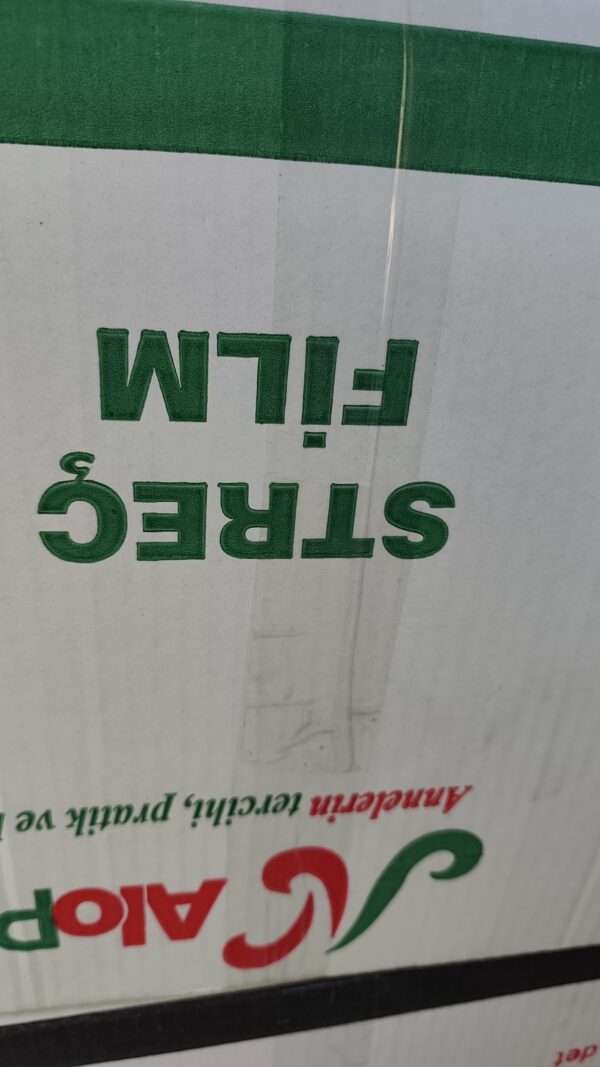 AloP
Annelerin tercihi, pratik ve
STREÇ
FİLM